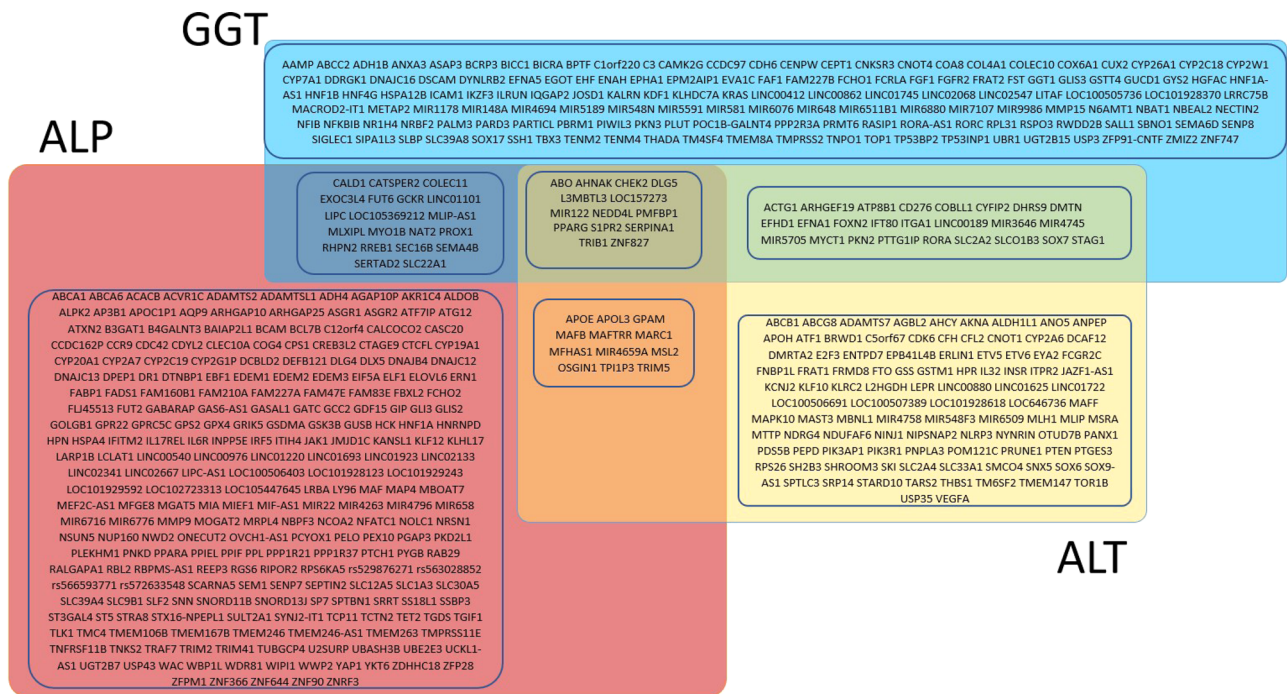 GGT
AAMP ABCC2 ADH1B ANXA3 ASAP3 BCRP3 BICC1 BICRA BPTF C1orf220 C3 CAMK2G CCDC97 CDH6 CENPW CEPT1 CNKSR3 CNOT4 COA8 COL4A1 COLEC10 COX6A1 CUX2 CYP26A1 CYP2C18 CYP2W1
CYP7A1 DDRGK1 DNAJC16 DSCAM DYNLRB2 EFNA5 EGOT EHF ENAH EPHA1 EPM2AIP1 EVA1C FAF1 FAM227B FCHO1 FCRLA FGF1 FGFR2 FRAT2 FST GGT1 GLIS3 GSTT4 GUCD1 GYS2 HGFAC HNF1A-
AS1 HNF1B HNF4G HSPA12B ICAM1 IKZF3 ILRUN IQGAP2 JOSD1 KALRN KDF1 KLHDC7A KRAS LINC00412 LINC00862 LINC01745 LINC02068 LINC02547 LITAF LOC100505736 LOC101928370 LRRC75B
MACROD2-IT1 METAP2 MIR1178 MIR148A MIR4694 MIR5189 MIR548N MIR5591 MIR581 MIR6076 MIR648 MIR6511B1 MIR6880 MIR7107 MIR9986 MMP15 N6AMT1 NBAT1 NBEAL2 NECTIN2
NFIB NFKBIB NR1H4 NRBF2 PALM3 PARD3 PARTICL PBRM1 PIWIL3 PKN3 PLUT POC1B-GALNT4 PPP2R3A PRMT6 RASIP1 RORA-AS1 RORC RPL31 RSPO3 RWDD2B SALL1 SBNO1 SEMA6D SENP8
SIGLEC1 SIPA1L3 SLBP SLC39A8 SOX17 SSH1 TBX3 TENM2 TENM4 THADA TM4SF4 TMEM8A TMPRSS2 TNPO1 TOP1 TP53BP2 TP53INP1 UBR1 UGT2B15 USP3 ZFP91-CNTF ZMIZ2 ZNF747
ALP
CALD1 CATSPER2 COLEC11
EXOC3L4 FUT6 GCKR LINC01101
LIPC LOC105369212 MLIP-AS1
MLXIPL MYO1B NAT2 PROX1
RHPN2 RREB1 SEC16B SEMA4B
SERTAD2 SLC22A1
ABO AHNAK CHEK2 DLG5
L3MBTL3 LOC157273
MIR122 NEDD4L PMFBP1
PPARG S1PR2 SERPINA1
TRIB1 ZNF827
ACTG1 ARHGEF19 ATP8B1 CD276 COBLL1 CYFIP2 DHRS9 DMTN
EFHD1 EFNA1 FOXN2 IFT80 ITGA1 LINC00189 MIR3646 MIR4745
MIR5705 MYCT1 PKN2 PTTG1IP RORA SLC2A2 SLCO1B3 SOX7 STAG1
ABCA1 ABCA6 ACACB ACVR1C ADAMTS2 ADAMTSL1 ADH4 AGAP10P AKR1C4 ALDOB
ALPK2 AP3B1 APOC1P1 AQP9 ARHGAP10 ARHGAP25 ASGR1 ASGR2 ATF7IP ATG12
ATXN2 B3GAT1 B4GALNT3 BAIAP2L1 BCAM BCL7B C12orf4 CALCOCO2 CASC20
CCDC162P CCR9 CDC42 CDYL2 CLEC10A COG4 CPS1 CREB3L2 CTAGE9 CTCFL CYP19A1
CYP20A1 CYP2A7 CYP2C19 CYP2G1P DCBLD2 DEFB121 DLG4 DLX5 DNAJB4 DNAJC12
DNAJC13 DPEP1 DR1 DTNBP1 EBF1 EDEM1 EDEM2 EDEM3 EIF5A ELF1 ELOVL6 ERN1
FABP1 FADS1 FAM160B1 FAM210A FAM227A FAM47E FAM83E FBXL2 FCHO2
FLJ45513 FUT2 GABARAP GAS6-AS1 GASAL1 GATC GCC2 GDF15 GIP GLI3 GLIS2
GOLGB1 GPR22 GPRC5C GPS2 GPX4 GRIK5 GSDMA GSK3B GUSB HCK HNF1A HNRNPD
HPN HSPA4 IFITM2 IL17REL IL6R INPP5E IRF5 ITIH4 JAK1 JMJD1C KANSL1 KLF12 KLHL17
LARP1B LCLAT1 LINC00540 LINC00976 LINC01220 LINC01693 LINC01923 LINC02133
LINC02341 LINC02667 LIPC-AS1 LOC100506403 LOC101928123 LOC101929243
LOC101929592 LOC102723313 LOC105447645 LRBA LY96 MAF MAP4 MBOAT7
MEF2C-AS1 MFGE8 MGAT5 MIA MIEF1 MIF-AS1 MIR22 MIR4263 MIR4796 MIR658
MIR6716 MIR6776 MMP9 MOGAT2 MRPL4 NBPF3 NCOA2 NFATC1 NOLC1 NRSN1
NSUN5 NUP160 NWD2 ONECUT2 OVCH1-AS1 PCYOX1 PELO PEX10 PGAP3 PKD2L1
PLEKHM1 PNKD PPARA PPIEL PPIF PPL PPP1R21 PPP1R37 PTCH1 PYGB RAB29
RALGAPA1 RBL2 RBPMS-AS1 REEP3 RGS6 RIPOR2 RPS6KA5 rs529876271 rs563028852
rs566593771 rs572633548 SCARNA5 SEM1 SENP7 SEPTIN2 SLC12A5 SLC1A3 SLC30A5
SLC39A4 SLC9B1 SLF2 SNN SNORD11B SNORD13J SP7 SPTBN1 SRRT SS18L1 SSBP3
ST3GAL4 ST5 STRA8 STX16-NPEPL1 SULT2A1 SYNJ2-IT1 TCP11 TCTN2 TET2 TGDS TGIF1
TLK1 TMC4 TMEM106B TMEM167B TMEM246 TMEM246-AS1 TMEM263 TMPRSS11E
TNFRSF11B TNKS2 TRAF7 TRIM2 TRIM41 TUBGCP4 U2SURP UBASH3B UBE2E3 UCKL1-
AS1 UGT2B7 USP43 WAC WBP1L WDR81 WIPI1 WWP2 YAP1 YKT6 ZDHHC18 ZFP28
ZFPM1 ZNF366 ZNF644 ZNF90 ZNRF3
APOE APOL3 GPAM
MAFB MAFTRR MARC1
MFHAS1 MIR4659A MSL2
OSGIN1 TPI1P3 TRIM5
ABCB1 ABCG8 ADAMTS7 AGBL2 AHCY AKNA ALDH1L1 ANO5 ANPEP
APOH ATF1 BRWD1 C5orf67 CDK6 CFH CFL2 CNOT1 CYP2A6 DCAF12
DMRTA2 E2F3 ENTPD7 EPB41L4B ERLIN1 ETV5 ETV6 EYA2 FCGR2C
FNBP1L FRAT1 FRMD8 FTO GSS GSTM1 HPR IL32 INSR ITPR2 JAZF1-AS1
KCNJ2 KLF10 KLRC2 L2HGDH LEPR LINC00880 LINC01625 LINC01722
LOC100506691 LOC100507389 LOC101928618 LOC646736 MAFF
MAPK10 MAST3 MBNL1 MIR4758 MIR548F3 MIR6509 MLH1 MLIP MSRA
MTTP NDRG4 NDUFAF6 NINJ1 NIPSNAP2 NLRP3 NYNRIN OTUD7B PANX1
PDS5B PEPD PIK3AP1 PIK3R1 PNPLA3 POM121C PRUNE1 PTEN PTGES3
RPS26 SH2B3 SHROOM3 SKI SLC2A4 SLC33A1 SMCO4 SNX5 SOX6 SOX9-
AS1 SPTLC3 SRP14 STARD10 TARS2 THBS1 TM6SF2 TMEM147 TOR1B
USP35 VEGFA
ALT